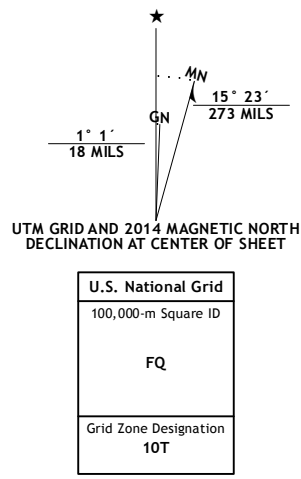 ★
MN
GN
15° 23´
273 MILS
1° 1´
18 MILS
UTM GRID AND 2014 MAGNETIC NORTH
DECLINATION AT CENTER OF SHEET
U.S. National Grid
100,000-m Square ID
FQ
Grid Zone Designation
10T